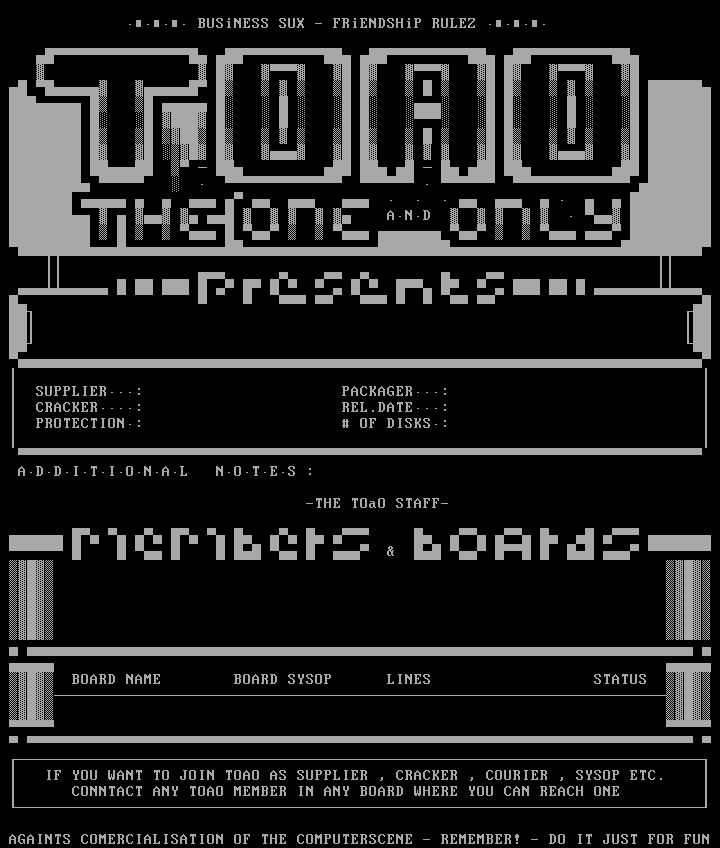 ·■·■·■· BUSiNESS SUX - FRiENDSHiP RULEZ ·■·■·■·
TOAO
THE ONE A·N·D ONLY
presents
SUPPLIER···:                      PACKAGER···:
CRACKER····:                      REL.DATE···:
PROTECTION·:                      # OF DISKS·:
A·D·D·I·T·I·O·N·A·L   N·O·T·E·S :
-THE TOaO STAFF-
members & boards
BOARD NAME        BOARD SYSOP      LINES                  STATUS
IF YOU WANT TO JOIN TOAO AS SUPPLIER , CRACKER , COURIER , SYSOP ETC.
CONNTACT ANY TOAO MEMBER IN ANY BOARD WHERE YOU CAN REACH ONE
AGAINTS COMERCIALISATION OF THE COMPUTERSCENE - REMEMBER! - DO IT JUST FOR FUN